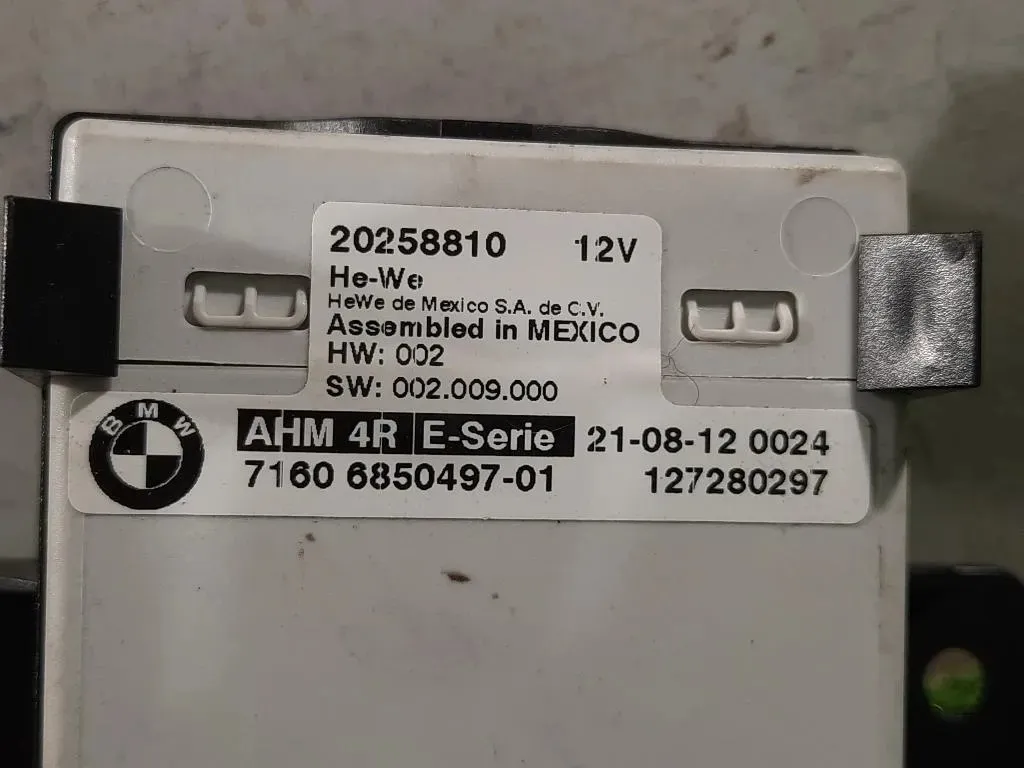 20258810 12V
He-We
HeWe de Mexico S.A. de C.V.
Assembled in MEXICO
HW: 002
SW: 002.009.000
BMW
AHM 4R E-Serie 21-08-12 0024
7160 6850497-01 127280297